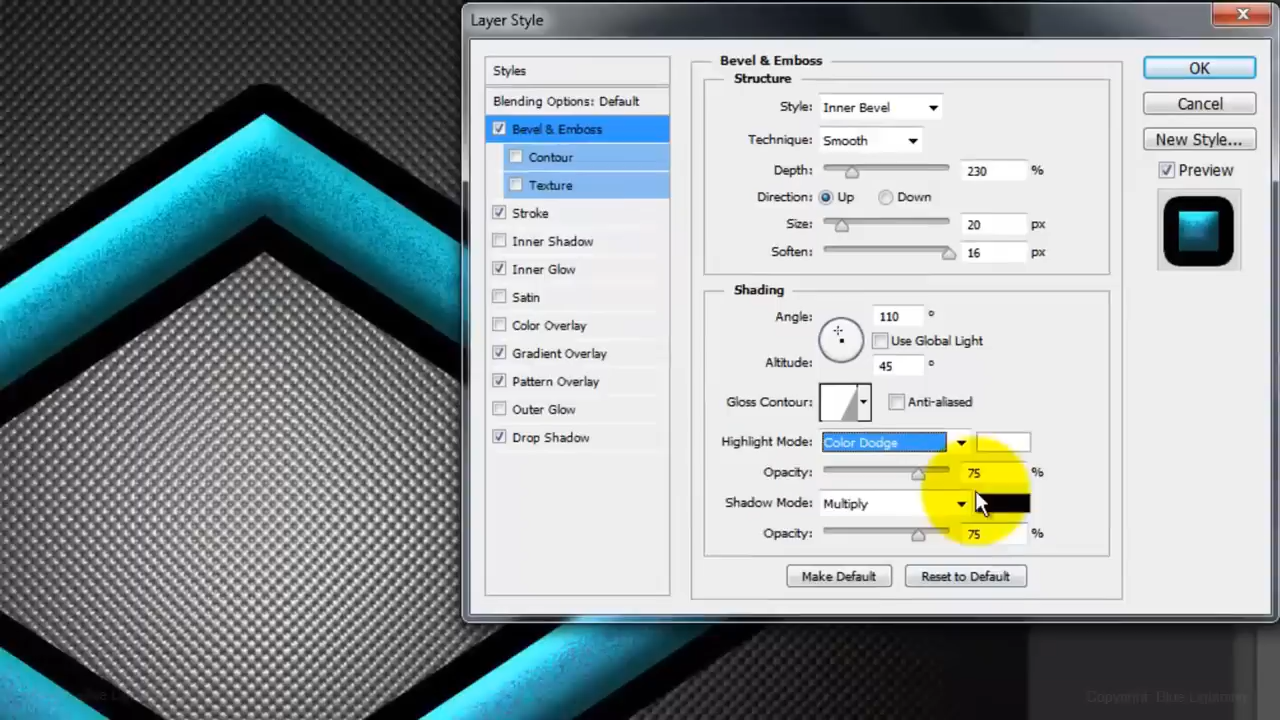 Layer Style
Styles
Blending Options: Default
Bevel & Emboss
Contour
Texture
Stroke
Inner Shadow
Inner Glow
Satin
Color Overlay
Gradient Overlay
Pattern Overlay
Outer Glow
Drop Shadow
Bevel & Emboss
Structure
Style: Inner Bevel
Technique: Smooth
Depth: 230 %
Direction: Up Down
Size: 20 px
Soften: 16 px
Shading
Angle: 110 °
Use Global Light
Altitude: 45 °
Gloss Contour: Anti-aliased
Highlight Mode: Color Dodge
Opacity: 75 %
Shadow Mode: Multiply
Opacity: 75 %
Make Default Reset to Default
OK
Cancel
New Style...
Preview
Copyright Blue Lightning